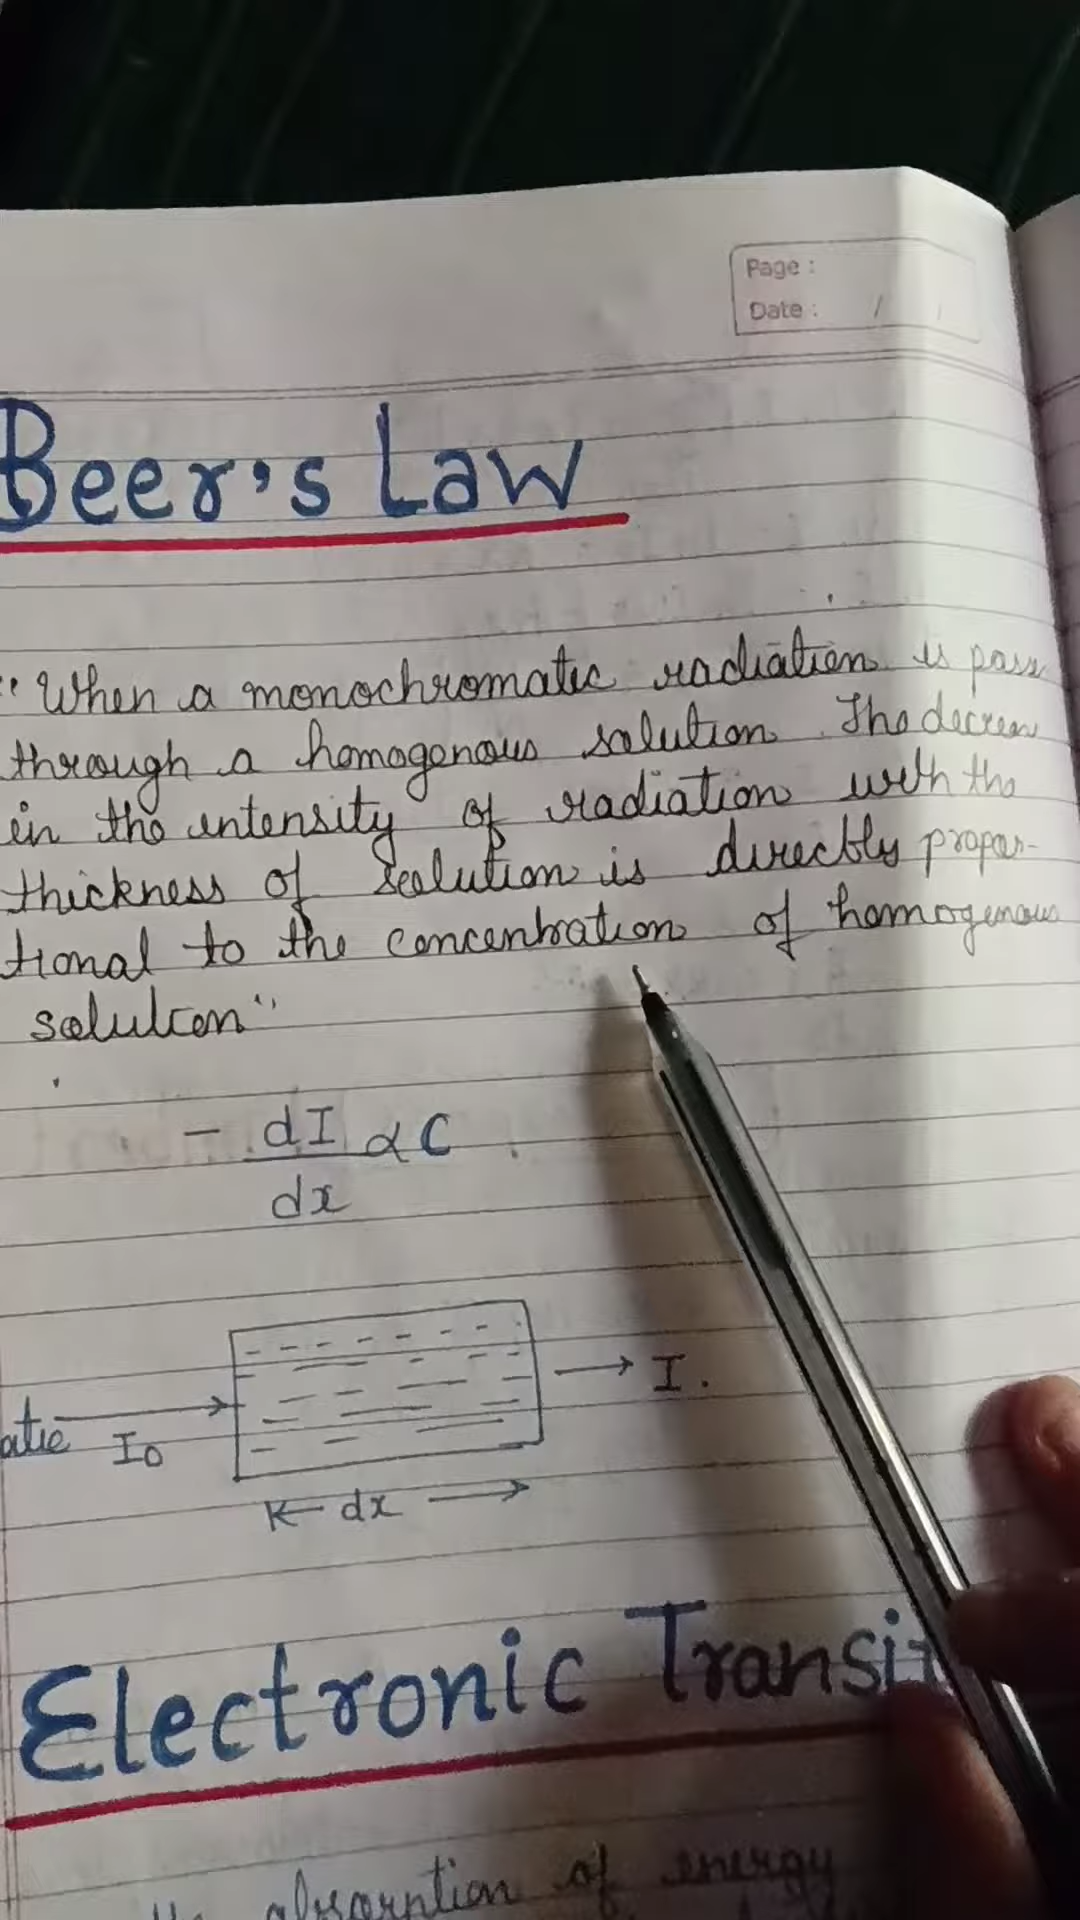 Page :
Date : / /
Beer's Law
"When a monochromatic radiation is pass
through a homogenous solution. The decreas
in the intensity of radiation with the
thickness of solution is directly propor-
tional to the concentration of homogenous
solution"
- dI ∝ C
dx
atic I₀ → I.
dx
Electronic Transi
absorption of energy